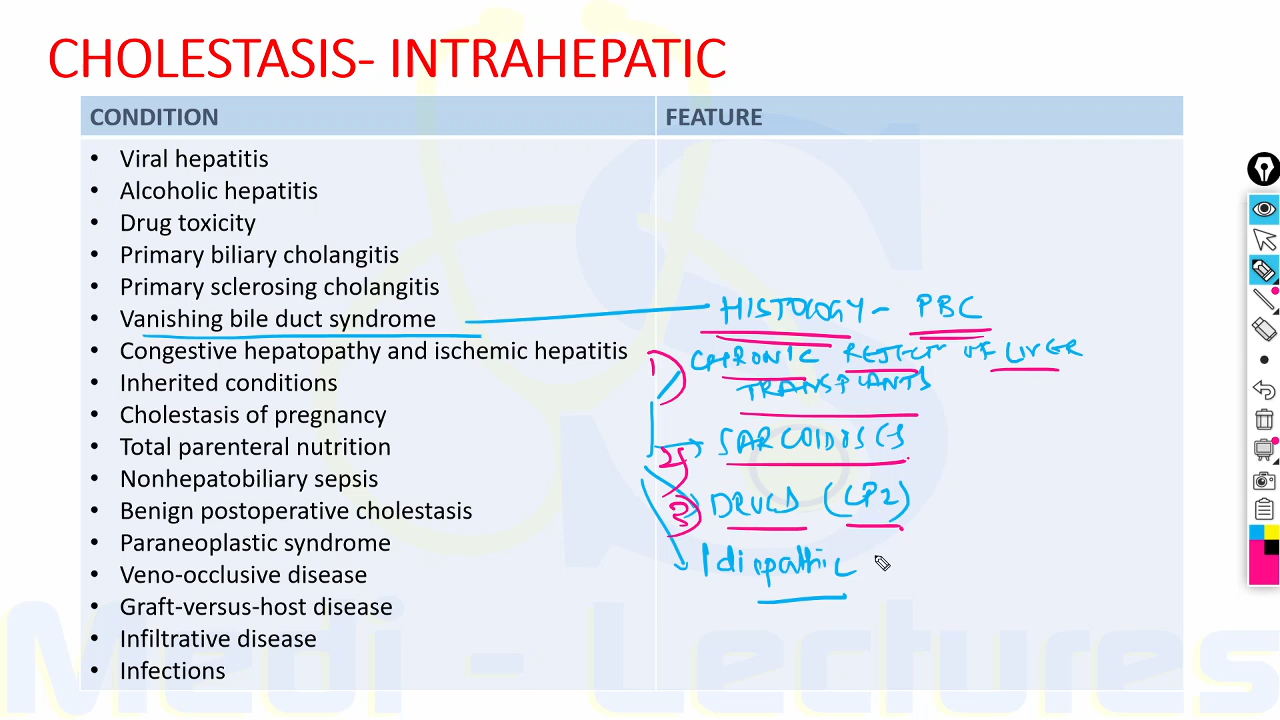 CHOLESTASIS- INTRAHEPATIC
CONDITION
FEATURE
• Viral hepatitis
• Alcoholic hepatitis
• Drug toxicity
• Primary biliary cholangitis
• Primary sclerosing cholangitis
• Vanishing bile duct syndrome
• Congestive hepatopathy and ischemic hepatitis
• Inherited conditions
• Cholestasis of pregnancy
• Total parenteral nutrition
• Nonhepatobiliary sepsis
• Benign postoperative cholestasis
• Paraneoplastic syndrome
• Veno-occlusive disease
• Graft-versus-host disease
• Infiltrative disease
• Infections
HISTOLOGY - PBC
1) CHRONIC REJECTN OF LIVER
TRANSPLANTS
2) SARCOIDOSIS
3) DRUGS (CPZ)
Idiopathic
Medi - Lectures